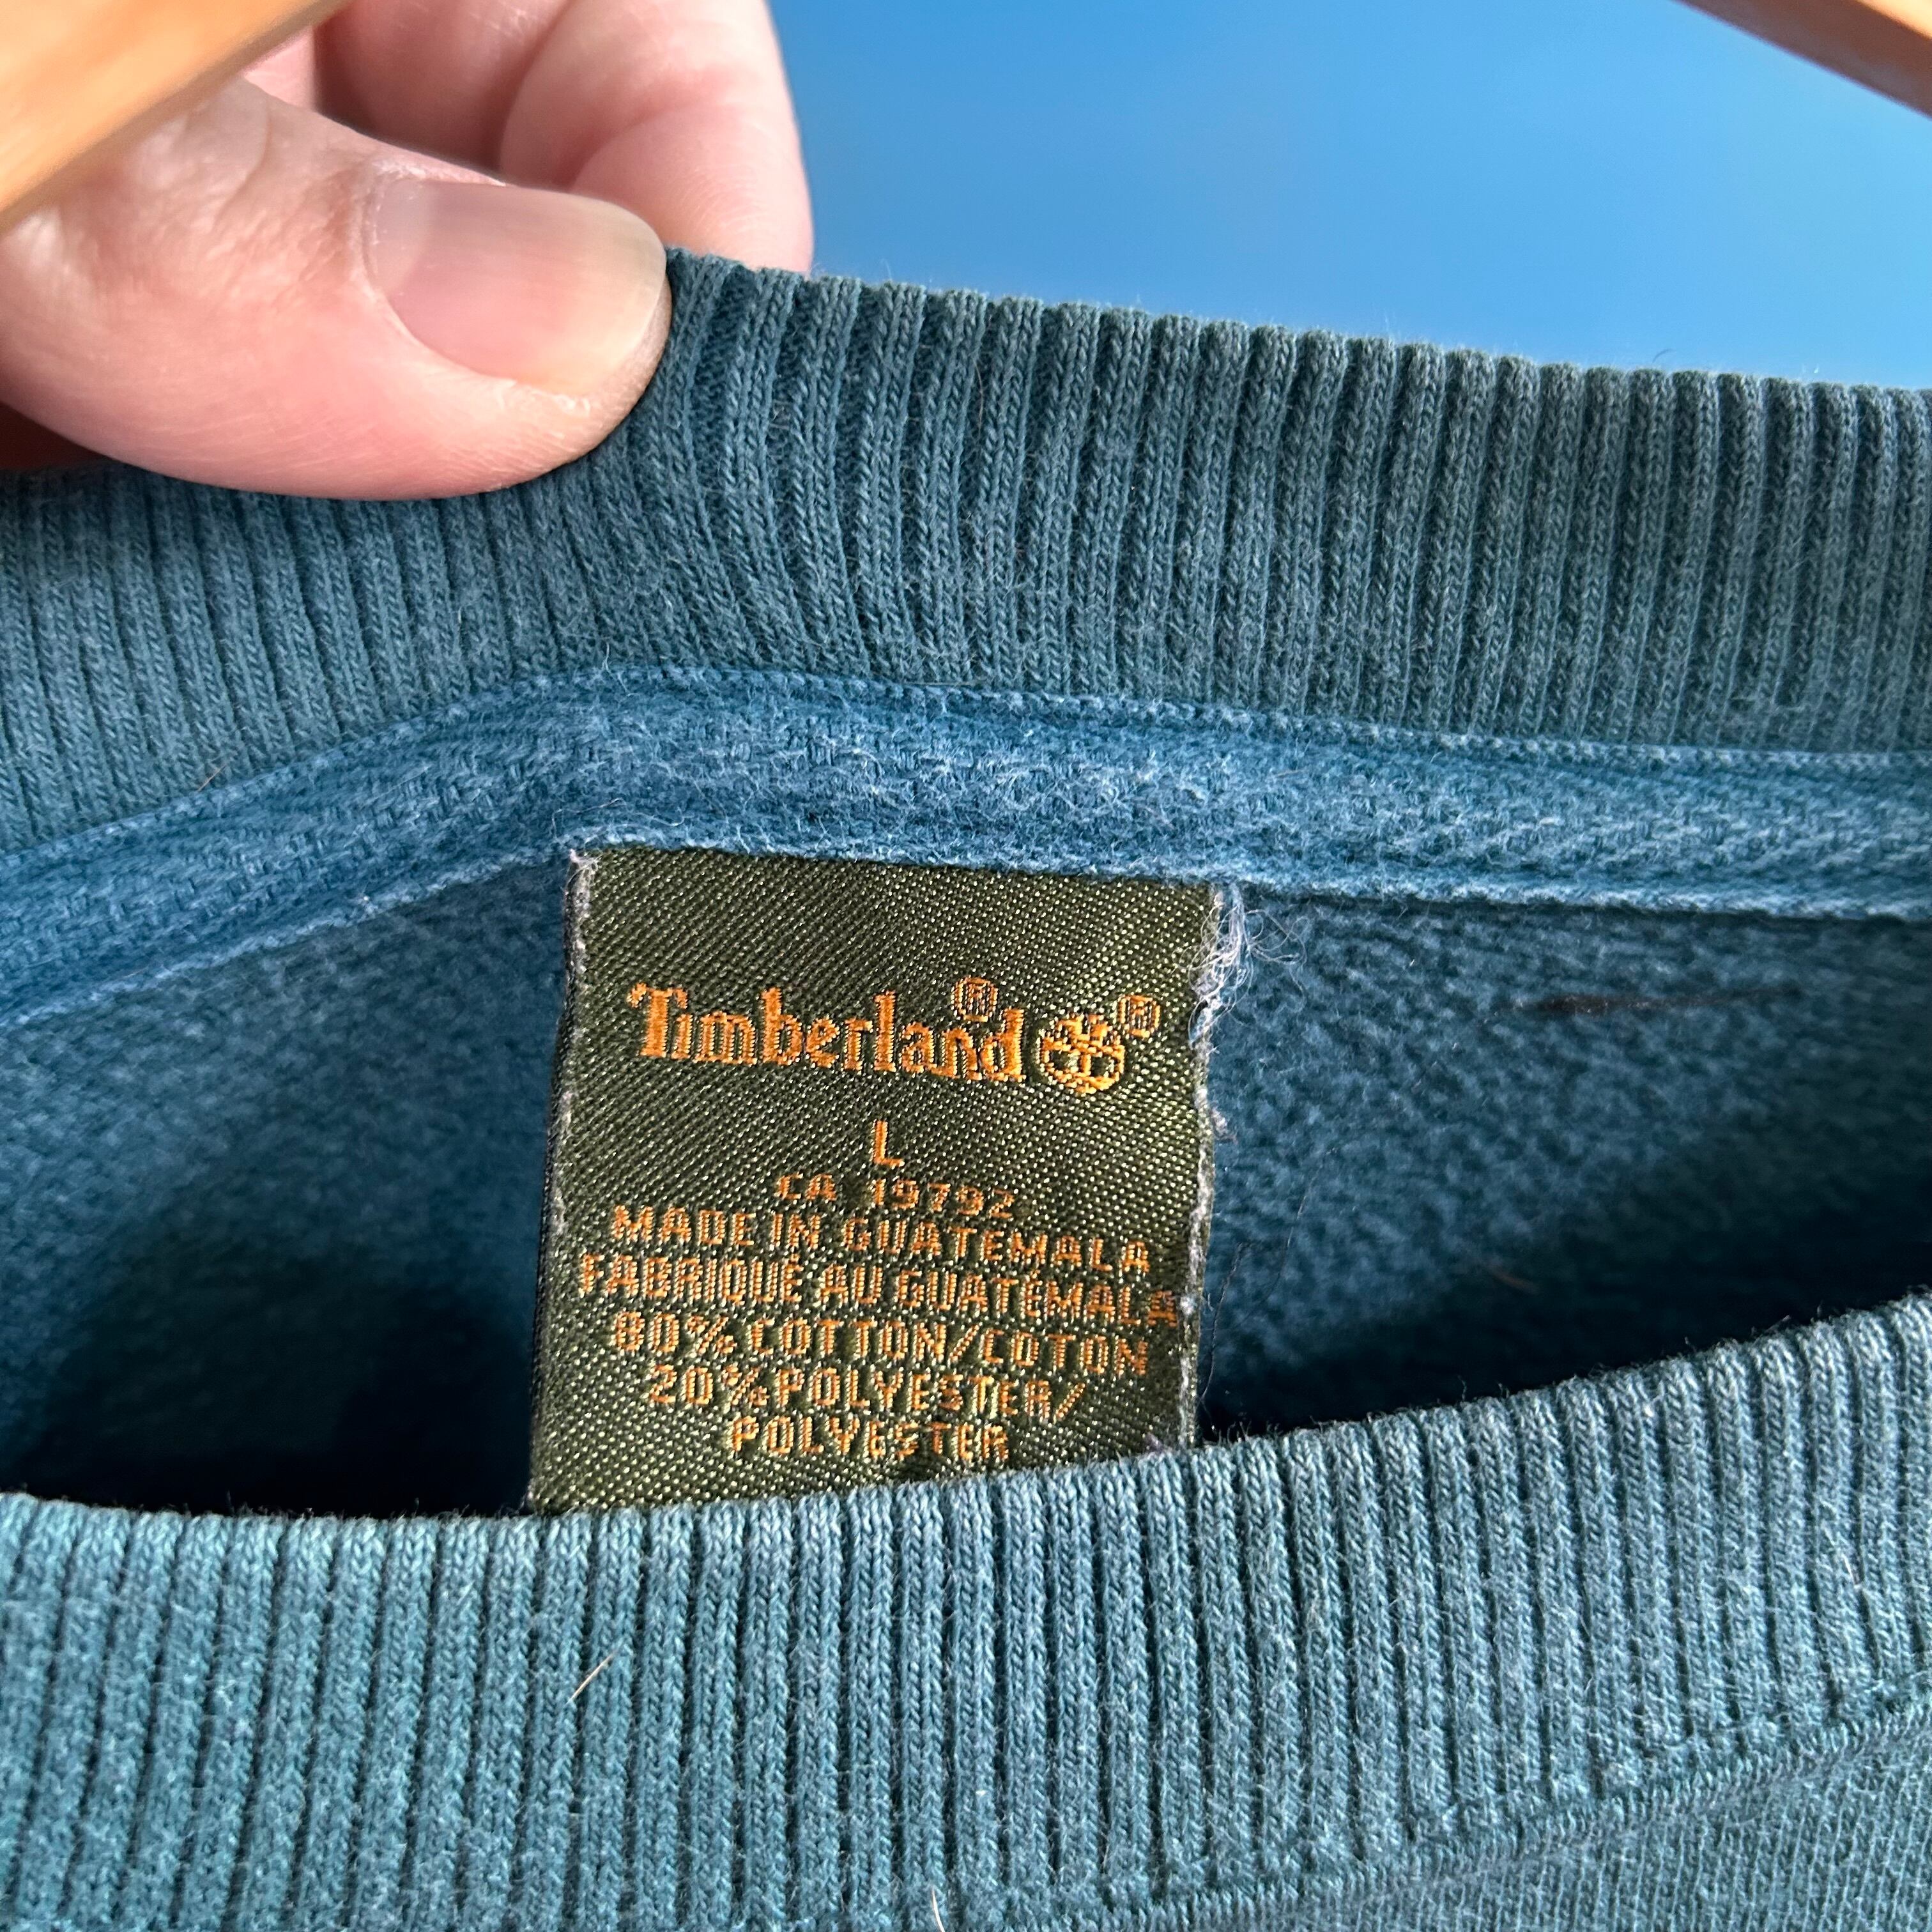 Timberland® ®
L
CA 19792
MADE IN GUATEMALA
FABRIQUÉ AU GUATÉMALA
80% COTTON/COTON
20% POLYESTER/
POLYESTER